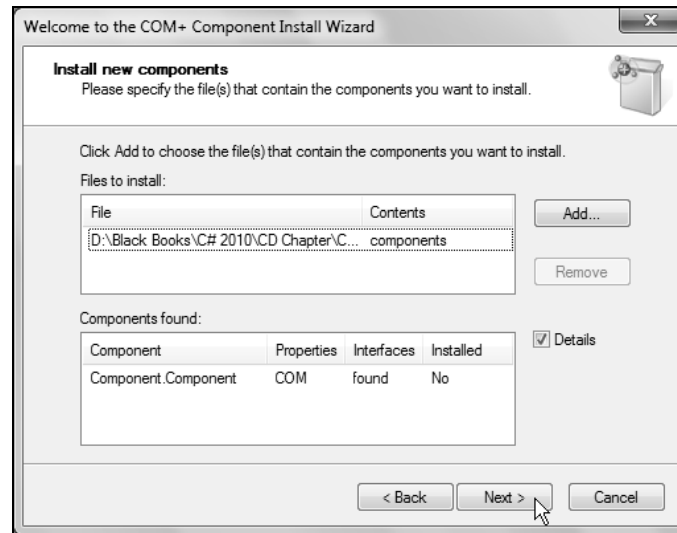 Welcome to the COM+ Component Install Wizard
Install new components
Please specify the file(s) that contain the components you want to install.
Click Add to choose the file(s) that contain the components you want to install.
Files to install:
File Contents
D:\Black Books\C# 2010\CD Chapter\C... components
Add...
Remove
Components found:
Component Properties Interfaces Installed
Component.Component COM found No
Details
< Back Next > Cancel